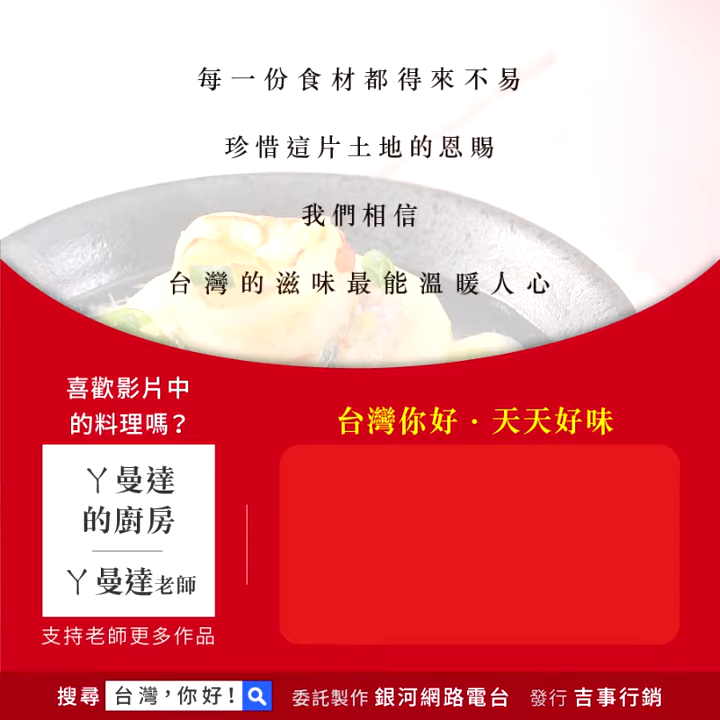 每一份食材都得來不易
珍惜這片土地的恩賜
我們相信
台灣的滋味最能溫暖人心
喜歡影片中
的料理嗎?
ㄚ曼達
的廚房
ㄚ曼達老師
支持老師更多作品
台灣你好．天天好味
搜尋 台灣，你好！ 委託製作 銀河網路電台 發行 吉事行銷